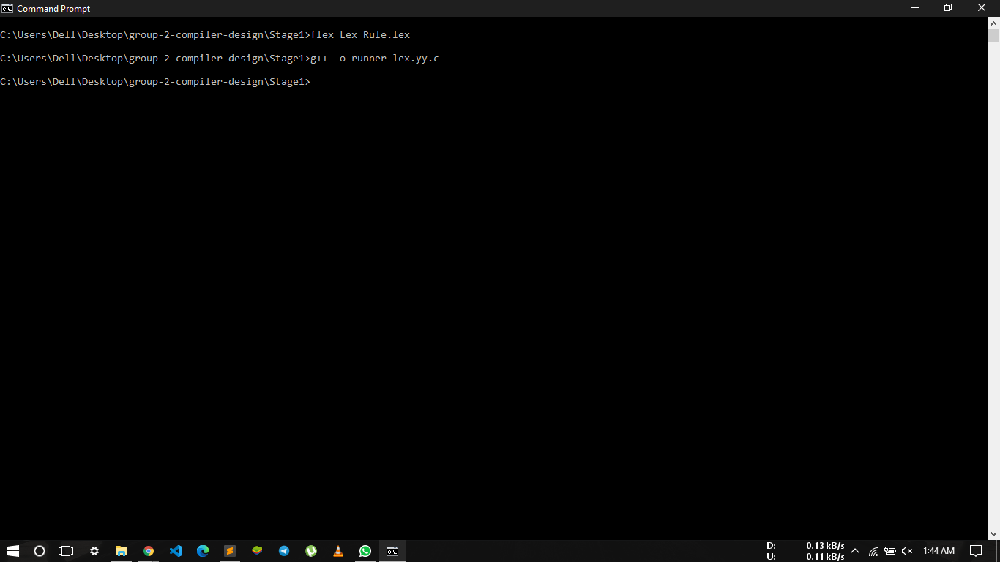 Command Prompt
C:\Users\Dell\Desktop\group-2-compiler-design\Stage1>flex Lex_Rule.lex
C:\Users\Dell\Desktop\group-2-compiler-design\Stage1>g++ -o runner lex.yy.c
C:\Users\Dell\Desktop\group-2-compiler-design\Stage1>
D: 0.13 kB/s
U: 0.11 kB/s
1:44 AM